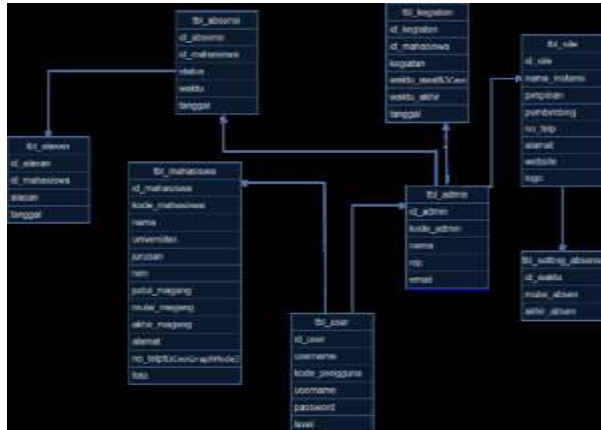 tbl_absensi
id_absensi
id_mahasiswa
status
waktu
tanggal
tbl_kegiatan
id_kegiatan
id_mahasiswa
kegiatan
waktu_awal
waktu_akhir
tanggal
tbl_site
id_site
nama_instansi
pimpinan
pembimbing
no_telp
alamat
website
logo
tbl_alasan
id_alasan
id_mahasiswa
alasan
tanggal
tbl_mahasiswa
id_mahasiswa
kode_mahasiswa
nama
universitas
jurusan
nim
judul_magang
mulai_magang
akhir_magang
alamat
no_telp
foto
tbl_admin
id_admin
kode_admin
nama
nip
email
tbl_setting_absensi
id_waktu
mulai_absen
akhir_absen
tbl_user
id_user
username
kode_pengguna
username
password
level